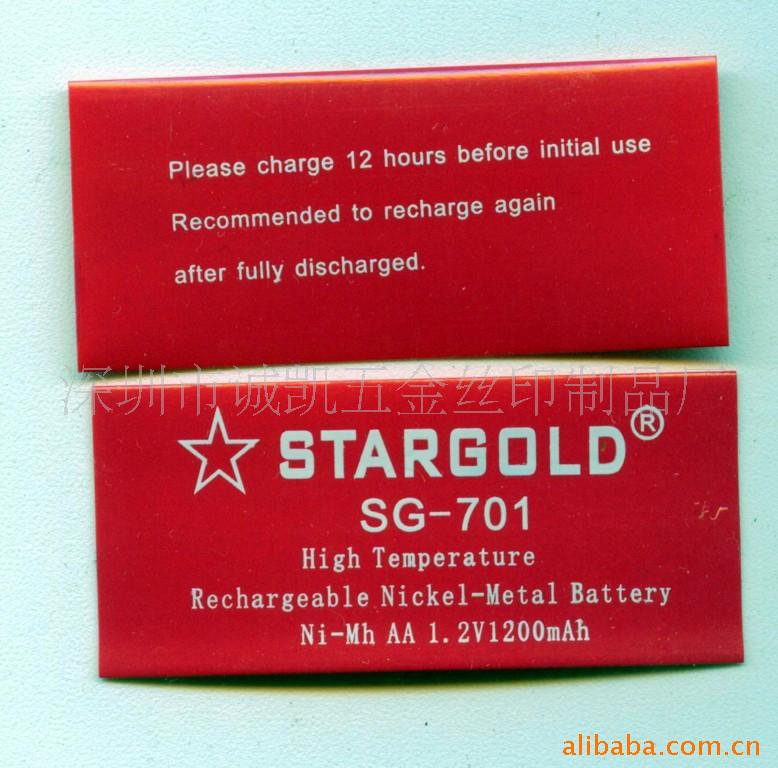 Please charge 12 hours before initial use
Recommended to recharge again
after fully discharged.
深圳市诚凯五金丝印制品厂
STARGOLD®
SG-701
High Temperature
Rechargeable Nickel-Metal Battery
Ni-Mh AA 1.2V1200mAh
alibaba.com.cn